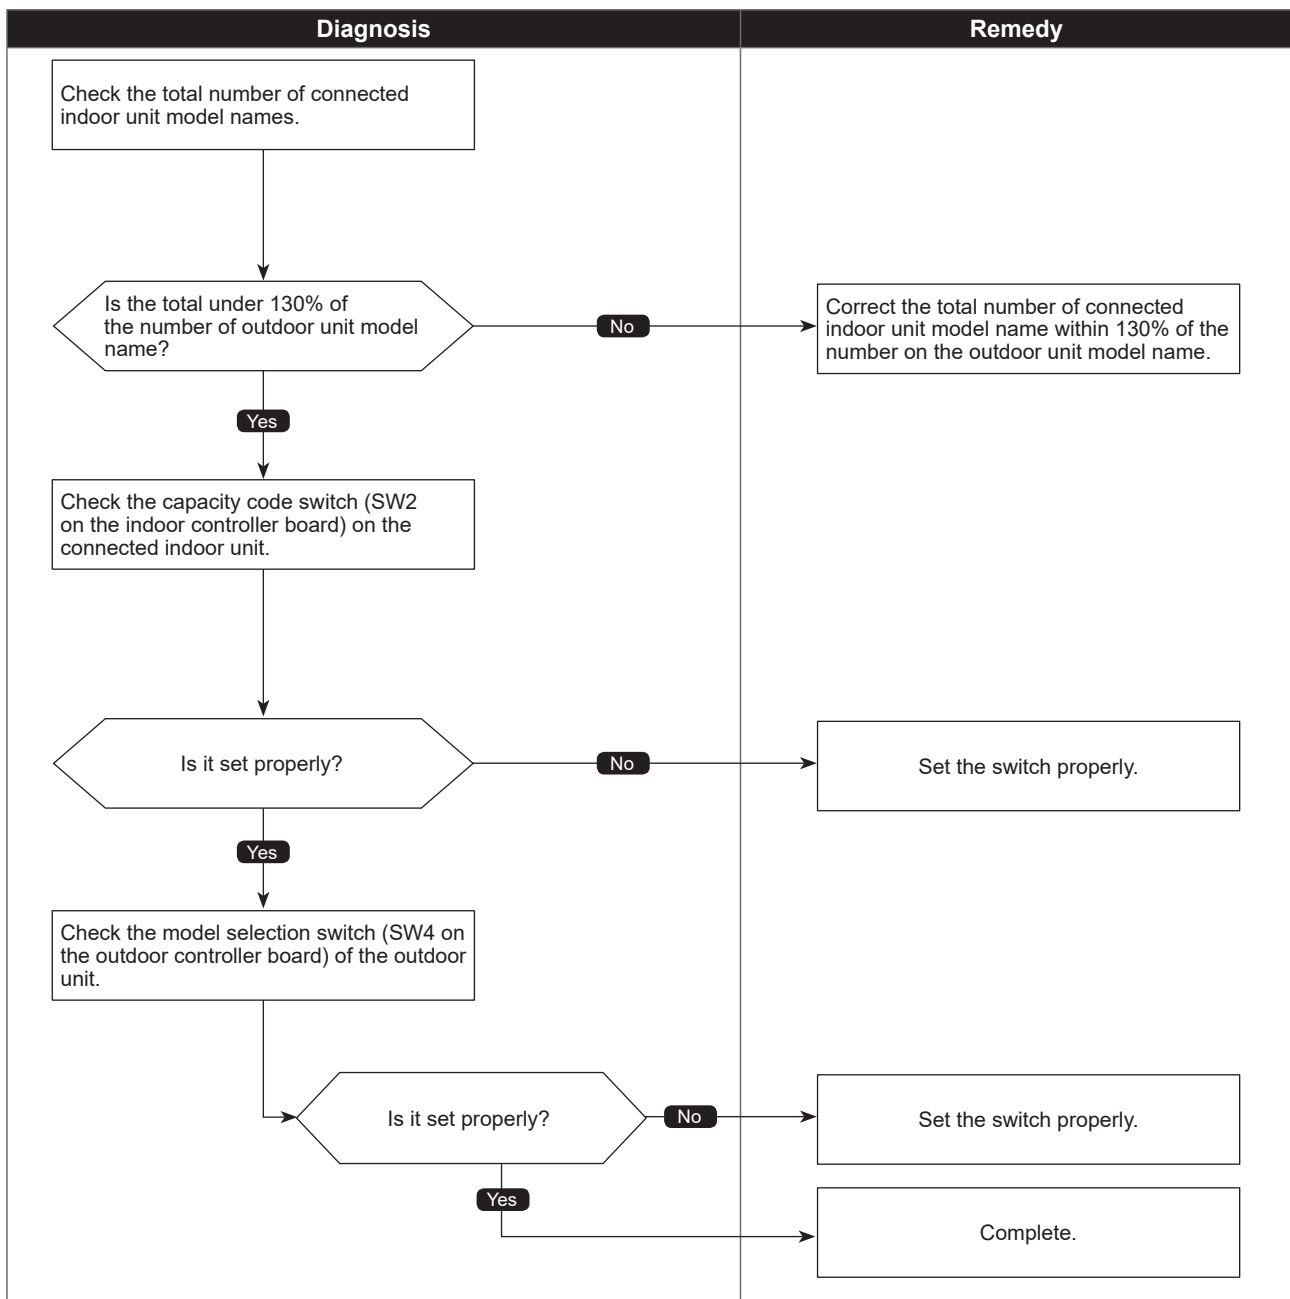 Diagnosis
Remedy
Check the total number of connected
indoor unit model names.
Is the total under 130% of
the number of outdoor unit model
name?
No
Correct the total number of connected
indoor unit model name within 130% of the
number on the outdoor unit model name.
Yes
Check the capacity code switch (SW2
on the indoor controller board) on the
connected indoor unit.
Is it set properly?
No
Set the switch properly.
Yes
Check the model selection switch (SW4 on
the outdoor controller board) of the outdoor
unit.
Is it set properly?
No
Set the switch properly.
Yes
Complete.